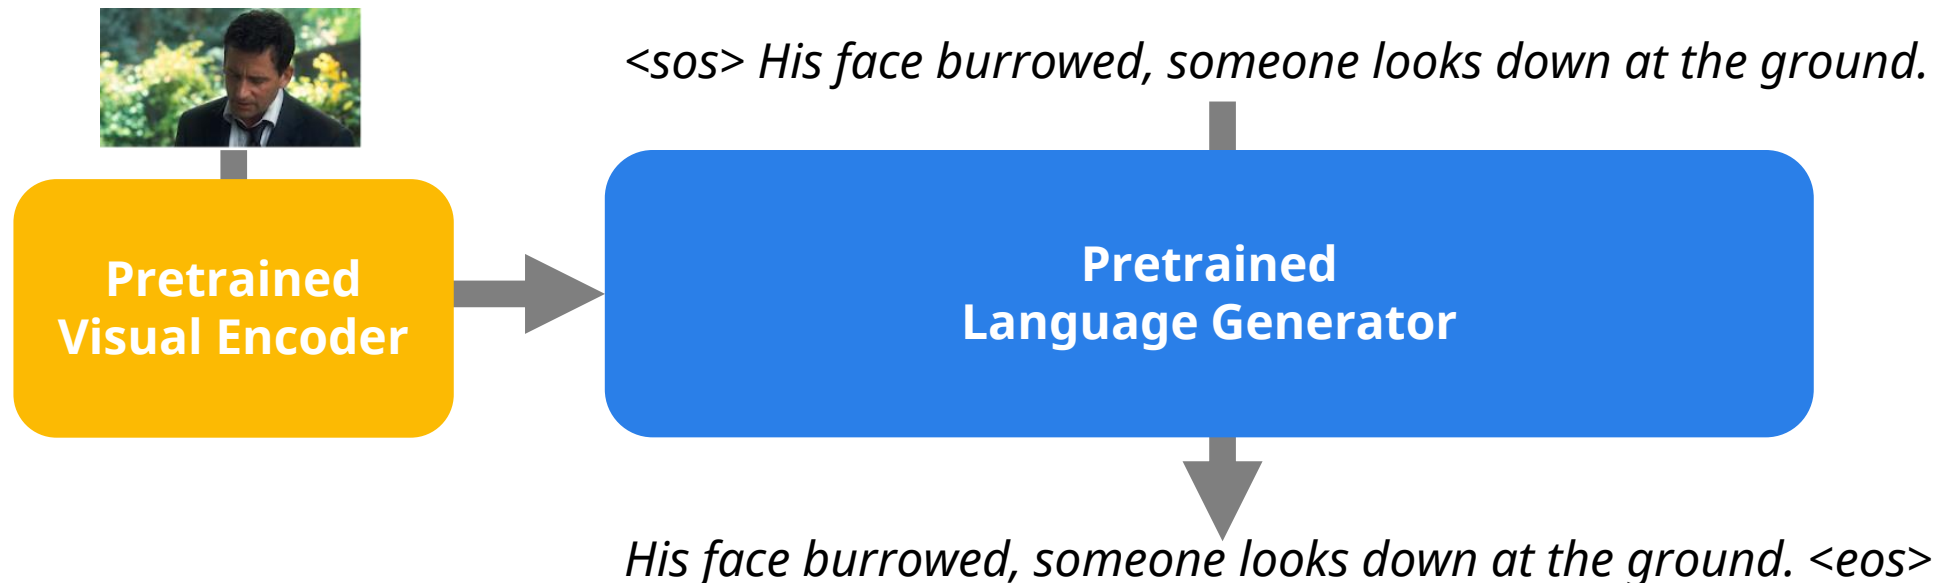 <sos> His face burrowed, someone looks down at the ground.
Pretrained
Visual Encoder
Pretrained
Language Generator
His face burrowed, someone looks down at the ground. <eos>